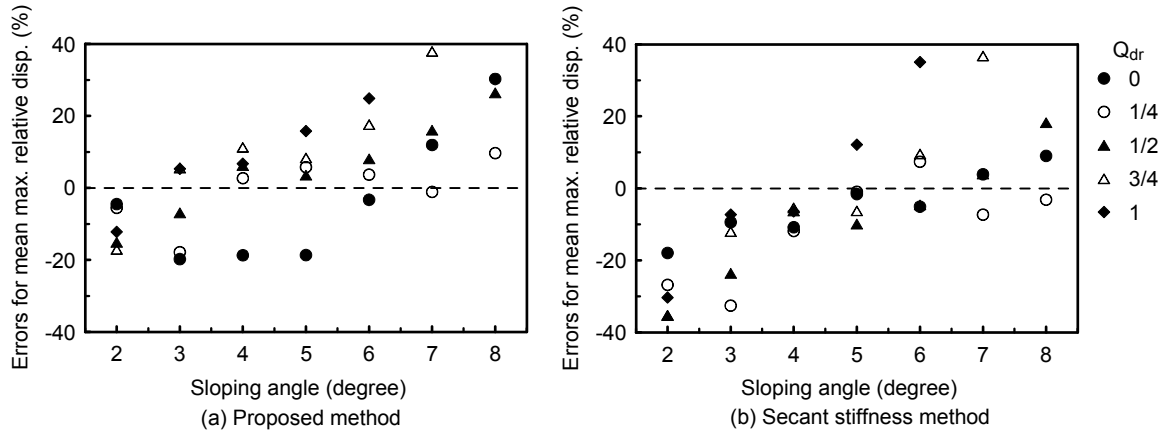 Errors for mean max. relative disp. (%)
40
20
0
-20
-40
2 3 4 5 6 7 8
Sloping angle (degree)
(a) Proposed method
Errors for mean max. relative disp. (%)
40
20
0
-20
-40
2 3 4 5 6 7 8
Sloping angle (degree)
(b) Secant stiffness method
Qdr
0
1/4
1/2
3/4
1